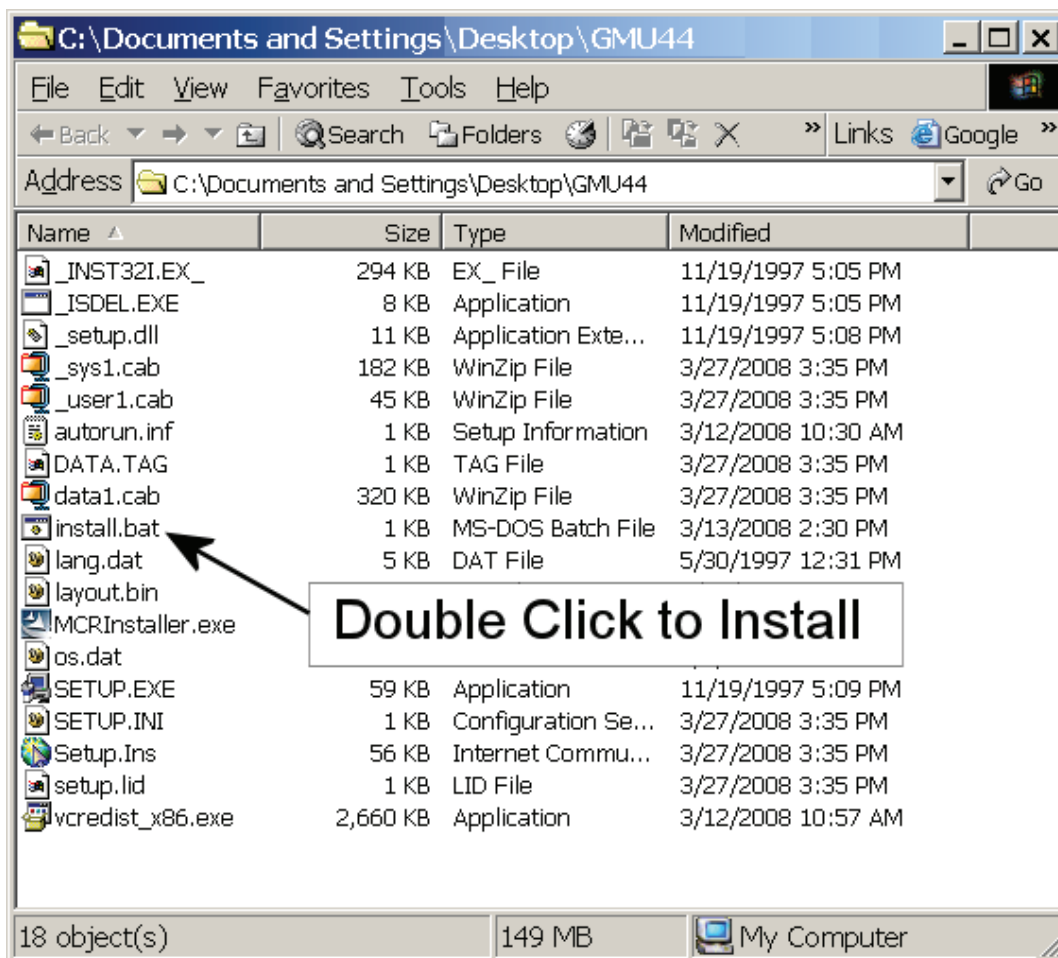 C:\Documents and Settings\Desktop\GMU44
File Edit View Favorites Tools Help
Back Search Folders » Links Google »
Address C:\Documents and Settings\Desktop\GMU44 Go
Name Size Type Modified
_INST32I.EX_ 294 KB EX_ File 11/19/1997 5:05 PM
_ISDEL.EXE 8 KB Application 11/19/1997 5:05 PM
_setup.dll 11 KB Application Exte... 11/19/1997 5:08 PM
_sys1.cab 182 KB WinZip File 3/27/2008 3:35 PM
_user1.cab 45 KB WinZip File 3/27/2008 3:35 PM
autorun.inf 1 KB Setup Information 3/12/2008 10:30 AM
DATA.TAG 1 KB TAG File 3/27/2008 3:35 PM
data1.cab 320 KB WinZip File 3/27/2008 3:35 PM
install.bat 1 KB MS-DOS Batch File 3/13/2008 2:30 PM
lang.dat 5 KB DAT File 5/30/1997 12:31 PM
layout.bin
MCRInstaller.exe
Double Click to Install
os.dat
SETUP.EXE 59 KB Application 11/19/1997 5:09 PM
SETUP.INI 1 KB Configuration Se... 3/27/2008 3:35 PM
Setup.Ins 56 KB Internet Commu... 3/27/2008 3:35 PM
setup.lid 1 KB LID File 3/27/2008 3:35 PM
vcredist_x86.exe 2,660 KB Application 3/12/2008 10:57 AM
18 object(s) 149 MB My Computer